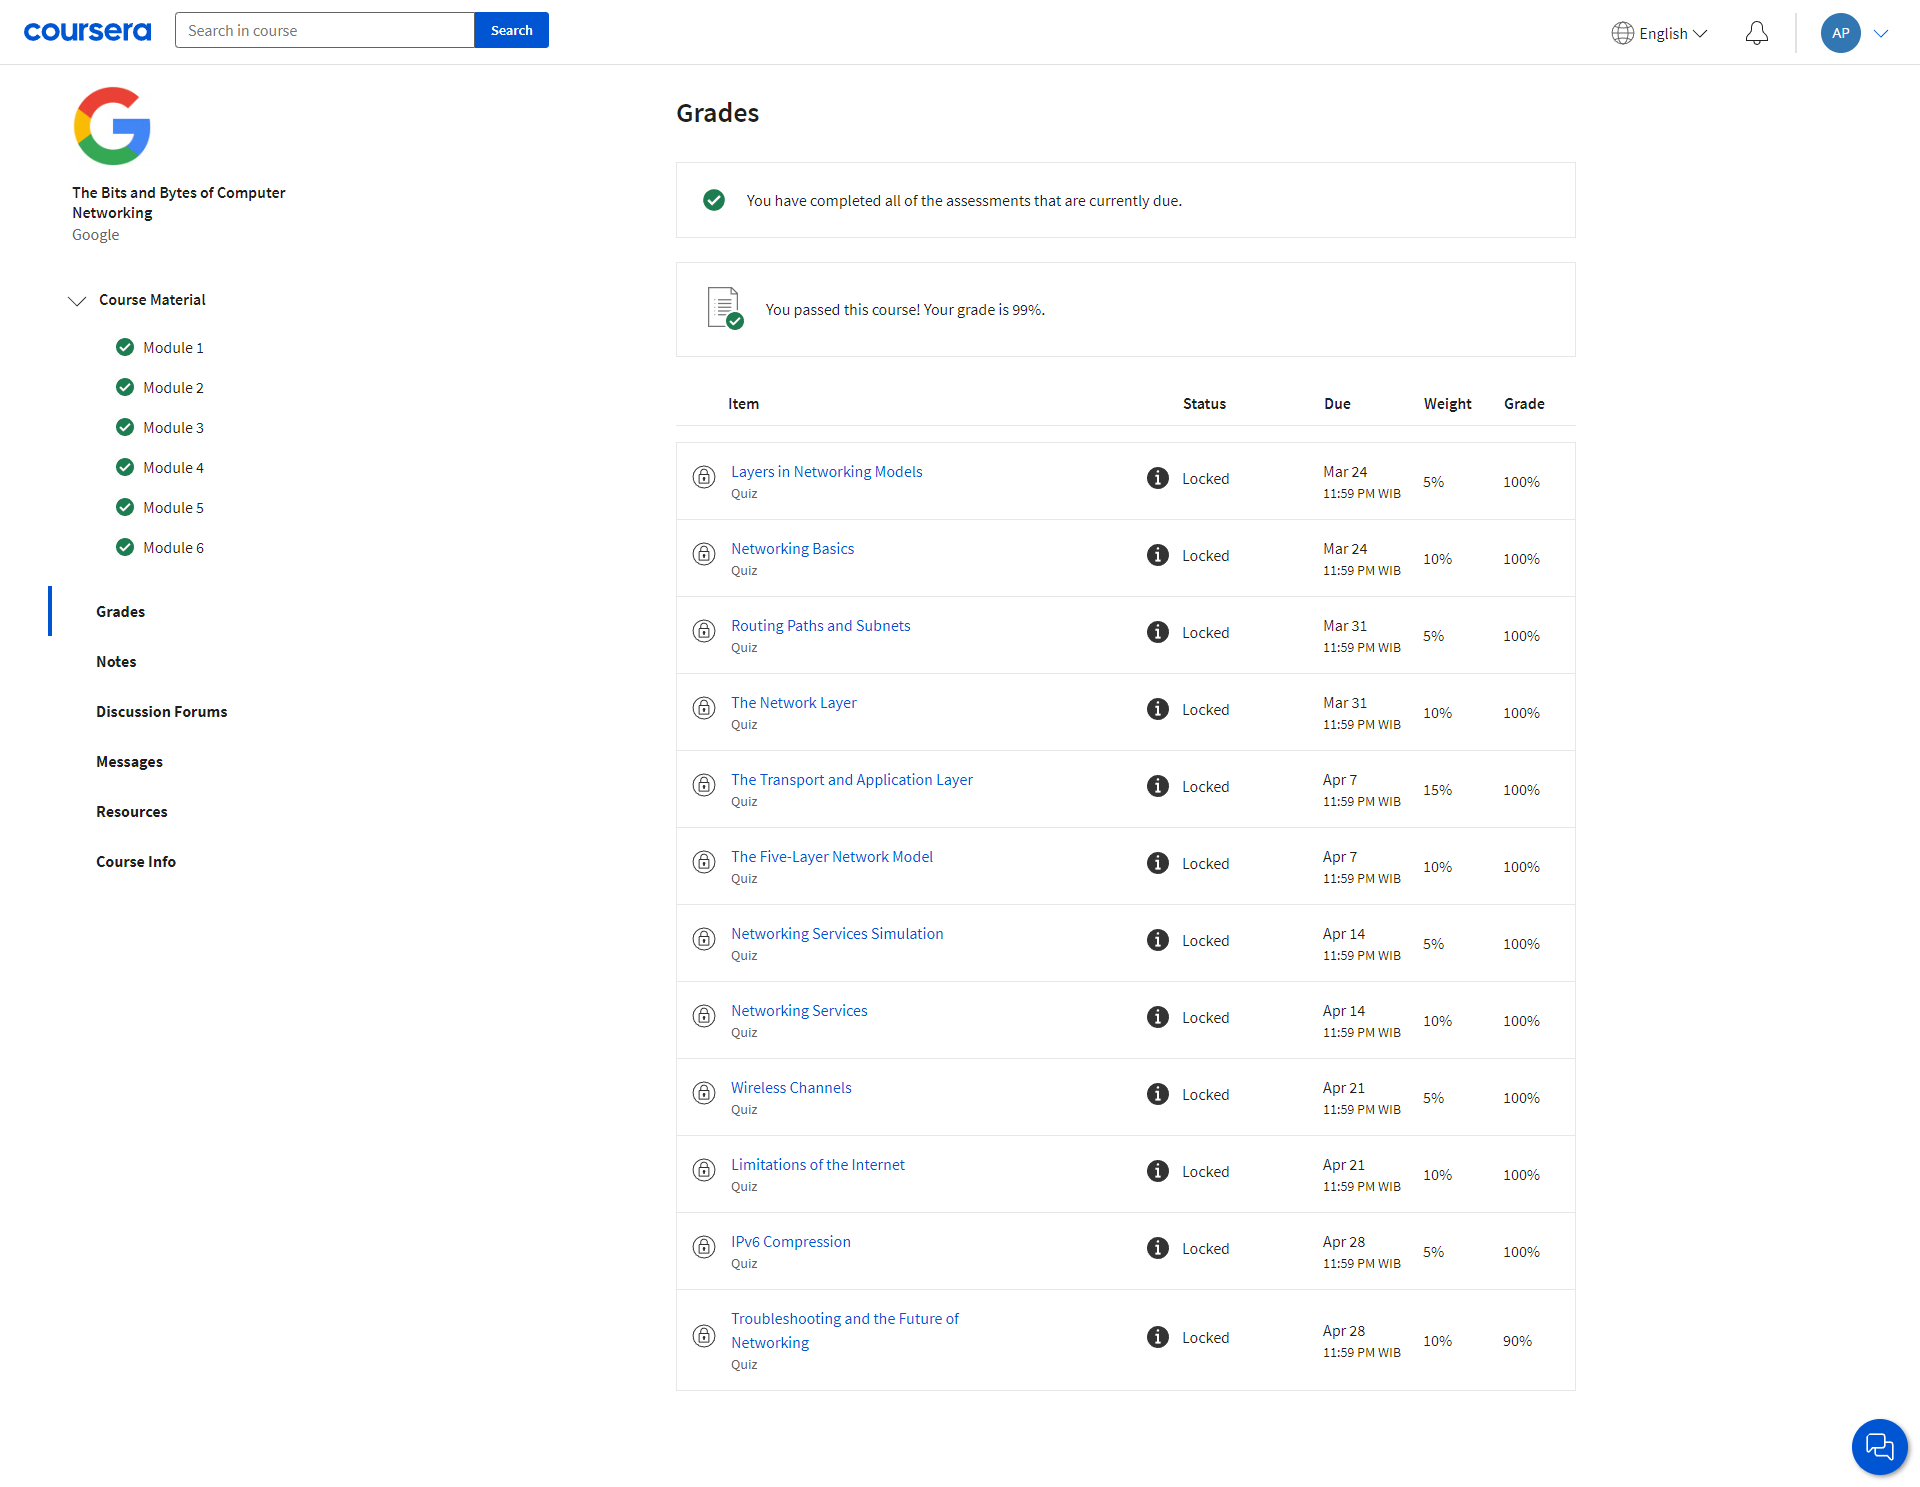 coursera
Search in course
Search
English
AP
The Bits and Bytes of Computer
Networking
Google
Course Material
Module 1
Module 2
Module 3
Module 4
Module 5
Module 6
Grades
Notes
Discussion Forums
Messages
Resources
Course Info
Grades
You have completed all of the assessments that are currently due.
You passed this course! Your grade is 99%.
Item Status Due Weight Grade
Layers in Networking Models
Quiz
Locked
Mar 24
11:59 PM WIB
5%
100%
Networking Basics
Quiz
Locked
Mar 24
11:59 PM WIB
10%
100%
Routing Paths and Subnets
Quiz
Locked
Mar 31
11:59 PM WIB
5%
100%
The Network Layer
Quiz
Locked
Mar 31
11:59 PM WIB
10%
100%
The Transport and Application Layer
Quiz
Locked
Apr 7
11:59 PM WIB
15%
100%
The Five-Layer Network Model
Quiz
Locked
Apr 7
11:59 PM WIB
10%
100%
Networking Services Simulation
Quiz
Locked
Apr 14
11:59 PM WIB
5%
100%
Networking Services
Quiz
Locked
Apr 14
11:59 PM WIB
10%
100%
Wireless Channels
Quiz
Locked
Apr 21
11:59 PM WIB
5%
100%
Limitations of the Internet
Quiz
Locked
Apr 21
11:59 PM WIB
10%
100%
IPv6 Compression
Quiz
Locked
Apr 28
11:59 PM WIB
5%
100%
Troubleshooting and the Future of
Networking
Quiz
Locked
Apr 28
11:59 PM WIB
10%
90%